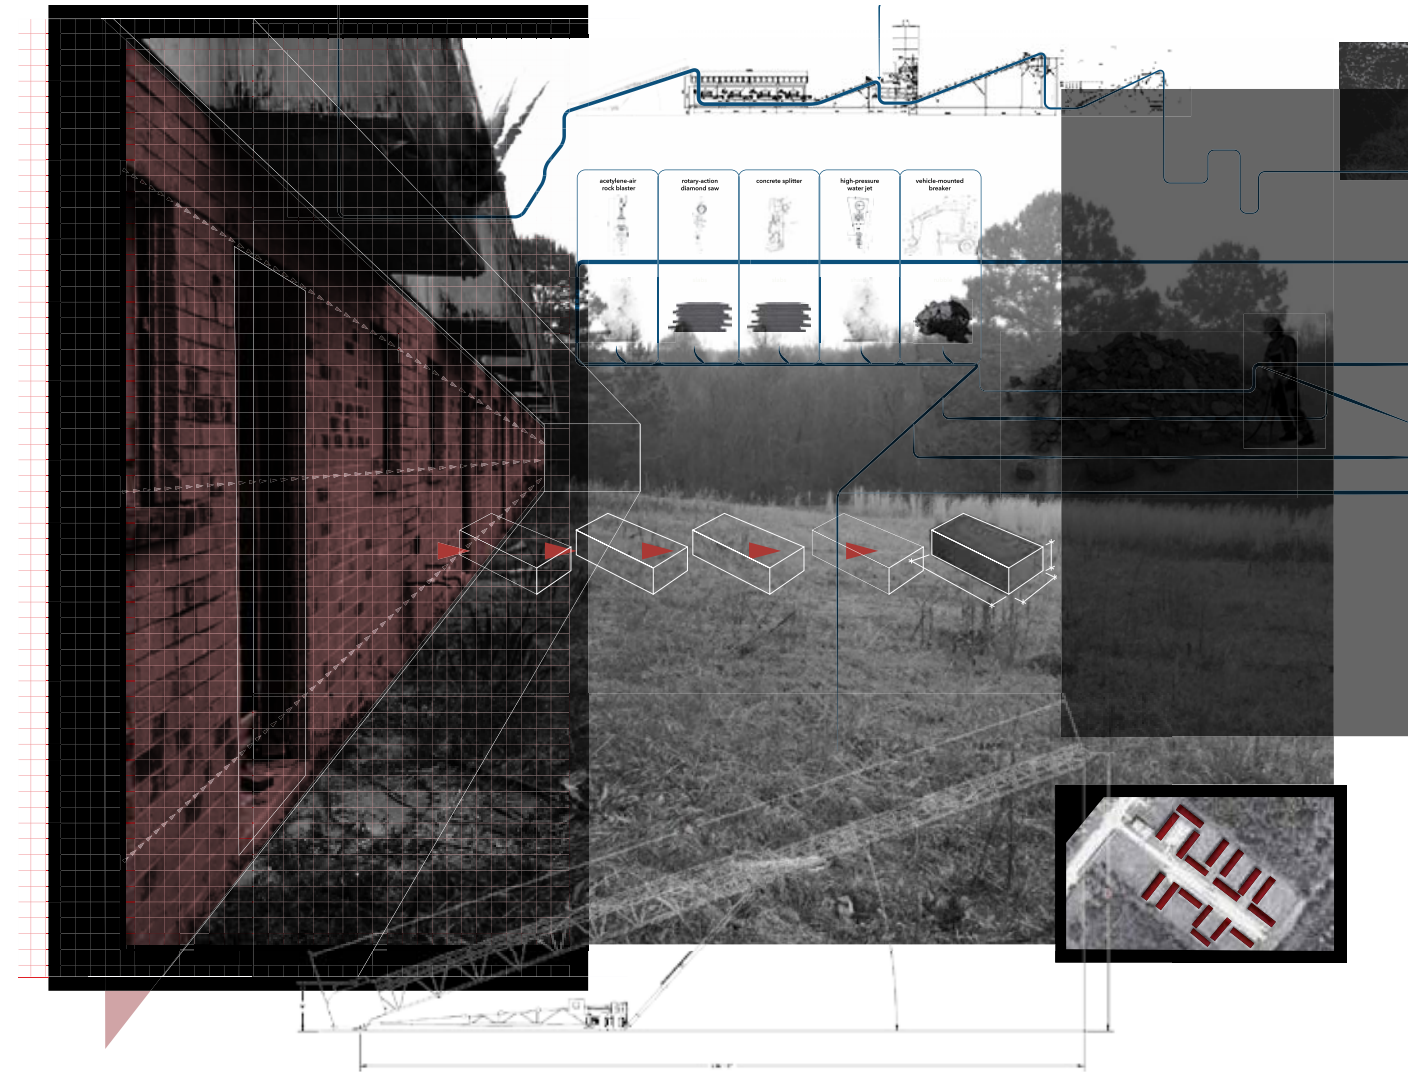 acetylene-air
rock blaster
rotary-action
diamond saw
concrete splitter
high-pressure
water jet
vehicle-mounted
breaker